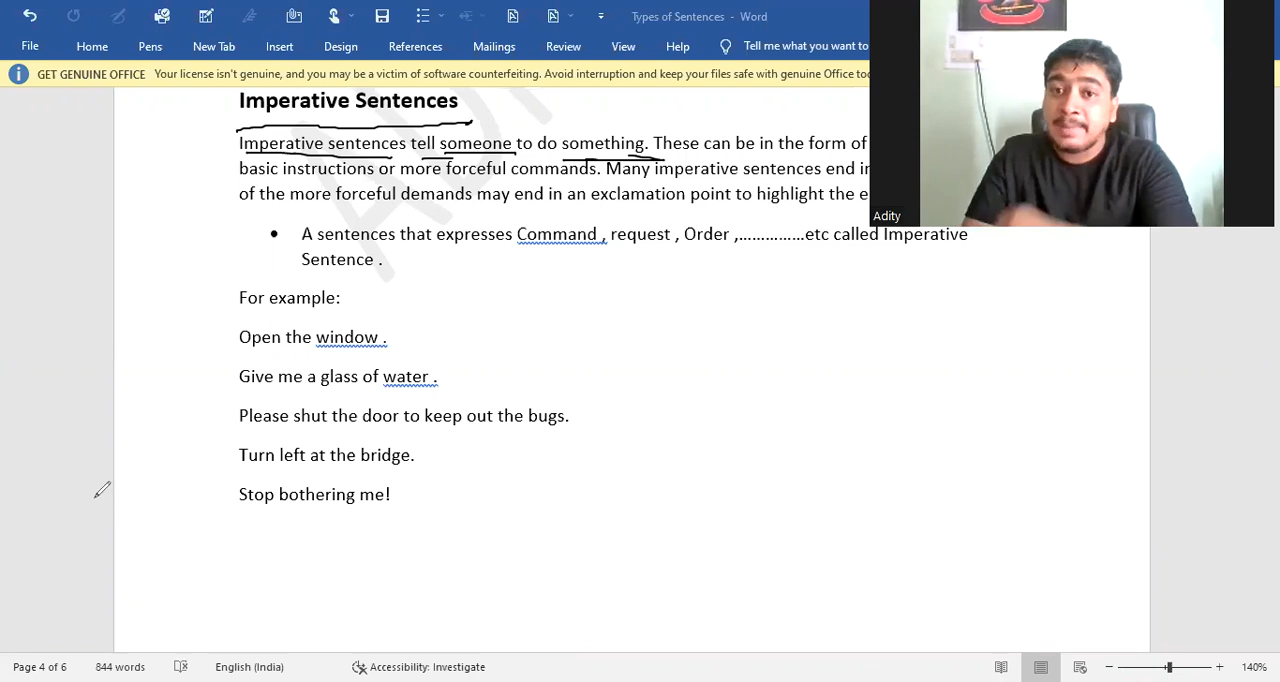 Types of Sentences - Word
File Home Pens New Tab Insert Draw Design References Mailings Review View Help Tell me what you want to
GET GENUINE OFFICE Your license isn't genuine, and you may be a victim of software counterfeiting. Avoid interruption and keep your files safe with genuine Office
Imperative Sentences
Imperative sentences tell someone to do something. These can be in the form of
basic instructions or more forceful commands. Many imperative sentences end
of the more forceful demands may end in an exclamation point to highlight the
Adity
• A sentences that expresses Command , request , Order ,……………etc called Imperative
Sentence .
For example:
Open the window .
Give me a glass of water .
Please shut the door to keep out the bugs.
Turn left at the bridge.
Stop bothering me!
Page 4 of 6 844 words English (India) Accessibility: Investigate 140%